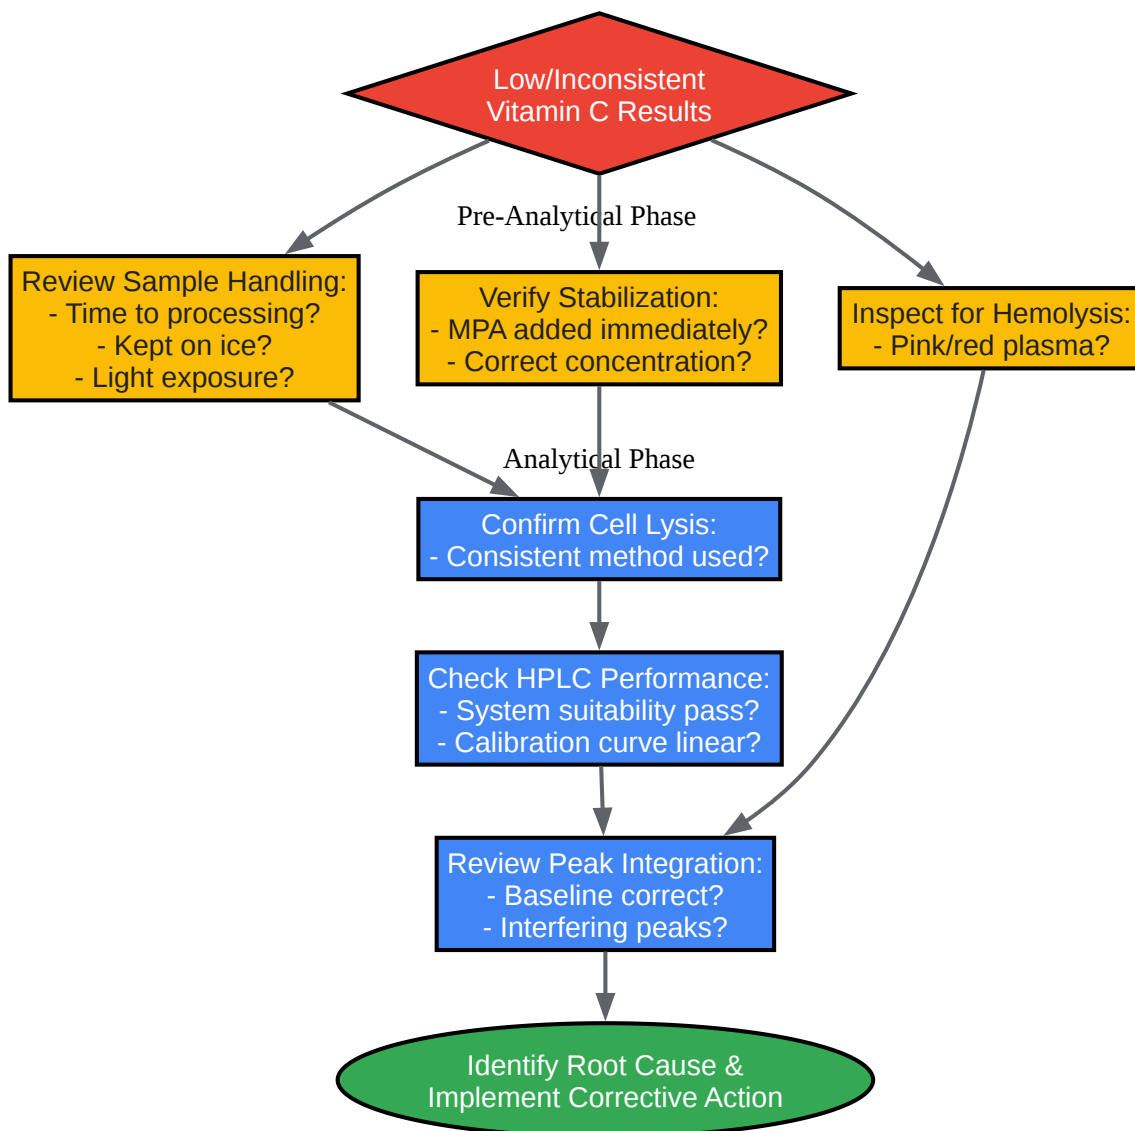 Low/Inconsistent
Vitamin C Results
Pre-Analytical Phase
Review Sample Handling:
- Time to processing?
- Kept on ice?
- Light exposure?
Verify Stabilization:
- MPA added immediately?
- Correct concentration?
Inspect for Hemolysis:
- Pink/red plasma?
Analytical Phase
Confirm Cell Lysis:
- Consistent method used?
Check HPLC Performance:
- System suitability pass?
- Calibration curve linear?
Review Peak Integration:
- Baseline correct?
- Interfering peaks?
Identify Root Cause &
Implement Corrective Action